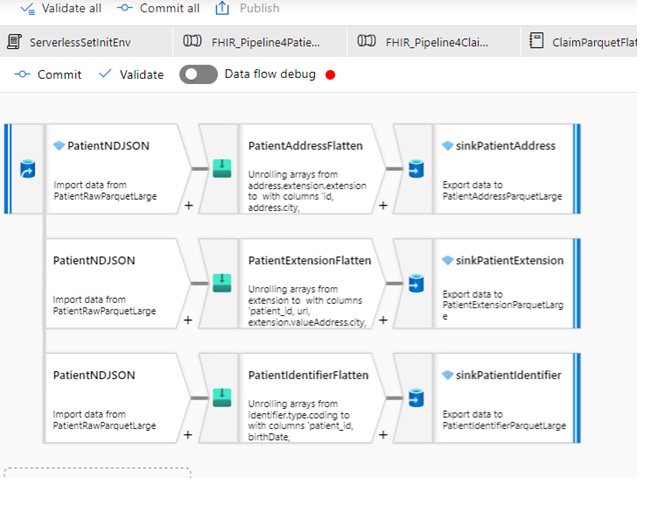 Validate all Commit all Publish
ServerlessSetInitEnv FHIR_Pipeline4Patie... FHIR_Pipeline4Clai... ClaimParquetFlat
Commit Validate Data flow debug
PatientNDJSON
Import data from
PatientRawParquetLarge
+
PatientAddressFlatten
Unrolling arrays from
address.extension.extension
to with columns 'id,
address.city,
+
sinkPatientAddress
Export data to
PatientAddressParquetLarge
PatientNDJSON
Import data from
PatientRawParquetLarge
+
PatientExtensionFlatten
Unrolling arrays from
extension to with columns
'patient_id, url,
extension.valueAddress.city,
+
sinkPatientExtension
Export data to
PatientExtensionParquetLarg
e
PatientNDJSON
Import data from
PatientRawParquetLarge
+
PatientIdentifierFlatten
Unrolling arrays from
identifier.type.coding to
with columns 'patient_id,
birthDate,
+
sinkPatientIdentifier
Export data to
PatientIdentifierParquetLarge